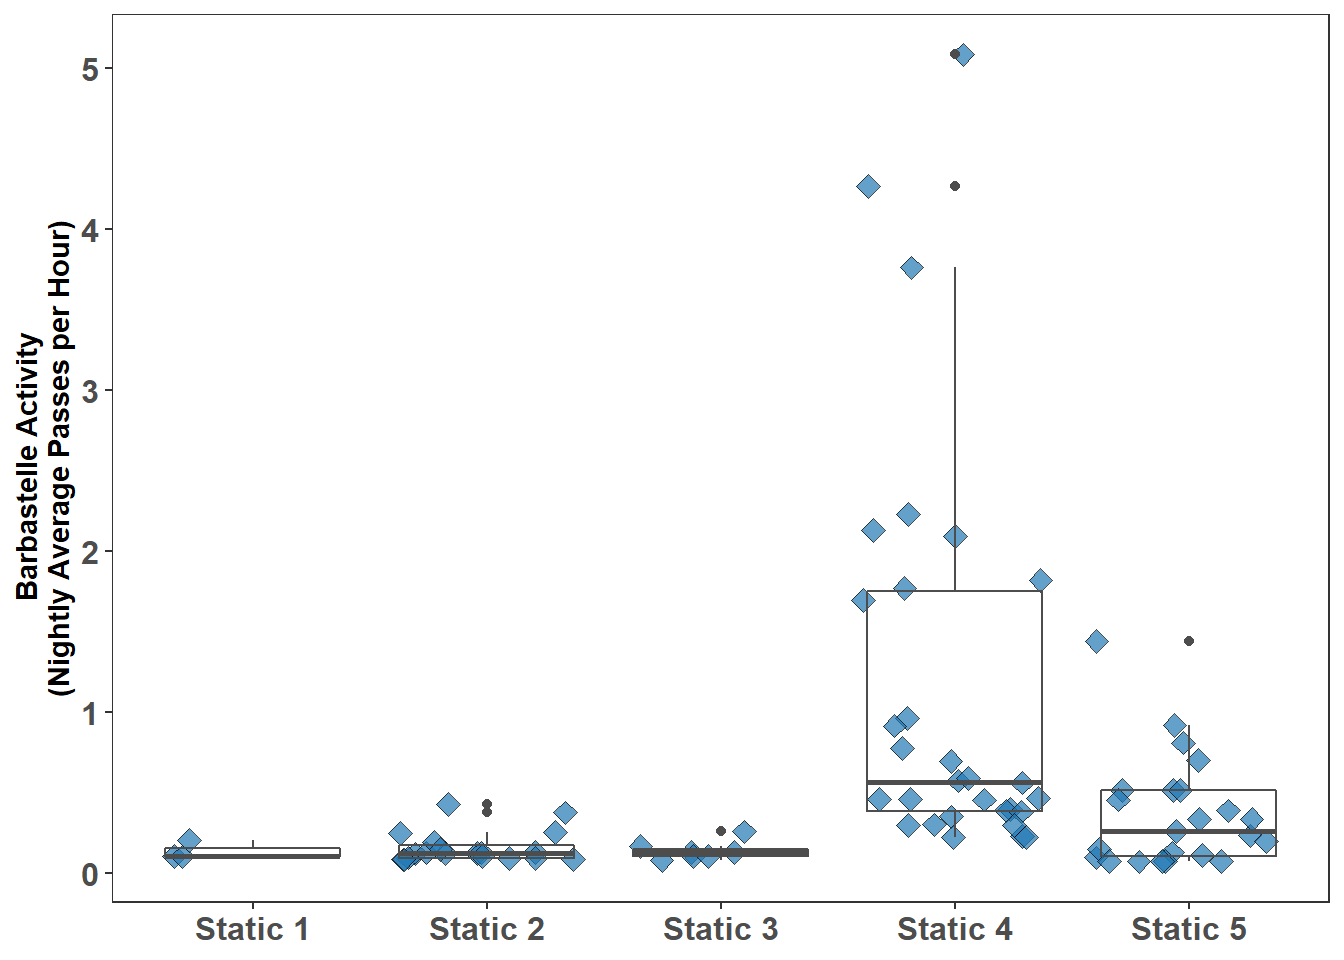 Barbastelle Activity
(Nightly Average Passes per Hour)
5
4
3
2
1
0
Static 1
Static 2
Static 3
Static 4
Static 5